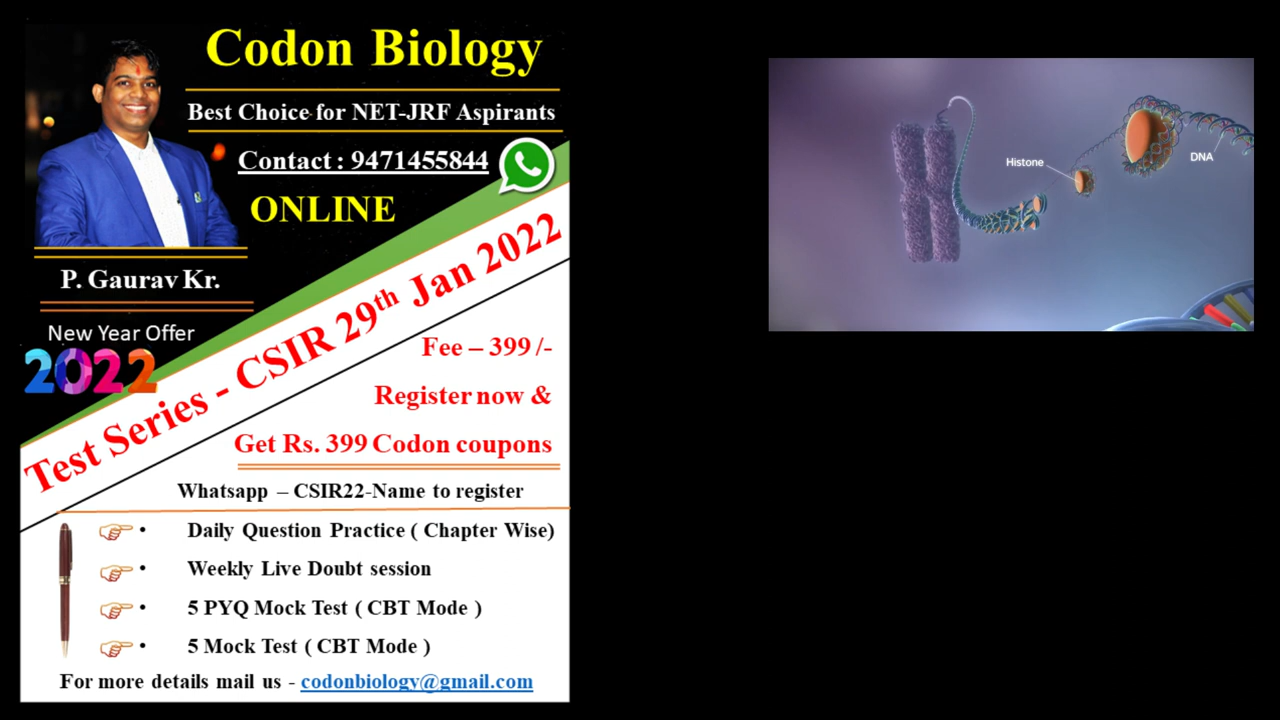 Codon Biology
Best Choice for NET-JRF Aspirants
Contact : 9471455844
ONLINE
P. Gaurav Kr.
New Year Offer
2022
Test Series - CSIR 29th Jan 2022
Fee – 399 /-
Register now &
Get Rs. 399 Codon coupons
Whatsapp – CSIR22-Name to register
• Daily Question Practice ( Chapter Wise)
• Weekly Live Doubt session
• 5 PYQ Mock Test ( CBT Mode )
• 5 Mock Test ( CBT Mode )
For more details mail us - codonbiology@gmail.com
Histone
DNA